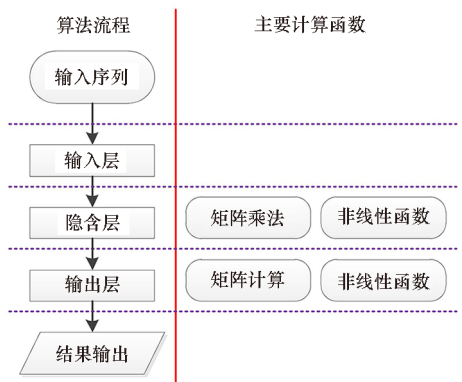 算法流程
主要计算函数
输入序列
输入层
隐含层
矩阵乘法
非线性函数
输出层
矩阵计算
非线性函数
结果输出